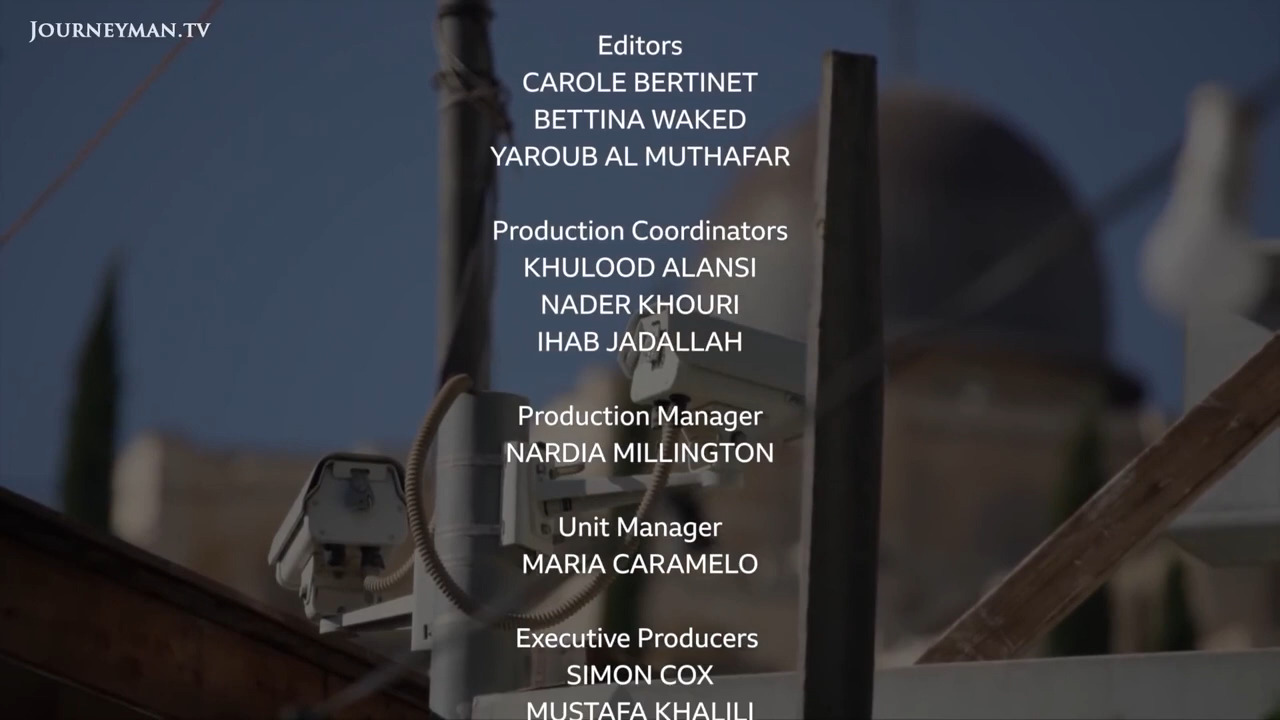 JOURNEYMAN.TV
Editors
CAROLE BERTINET
BETTINA WAKED
YAROUB AL MUTHAFAR
Production Coordinators
KHULOOD ALANSI
NADER KHOURI
IHAB JADALLAH
Production Manager
NARDIA MILLINGTON
Unit Manager
MARIA CARAMELO
Executive Producers
SIMON COX
MUSTAFA KHALILI